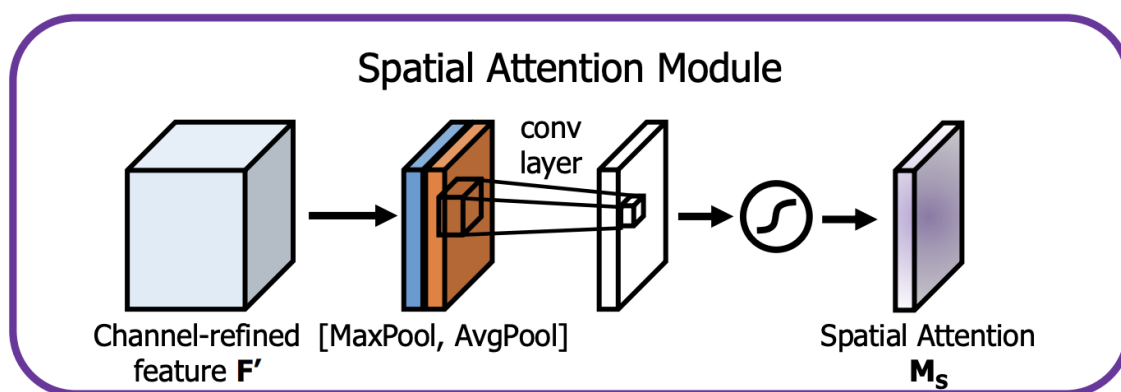 Spatial Attention Module
conv
layer
Channel-refined
feature F’
[MaxPool, AvgPool]
Spatial Attention
Ms